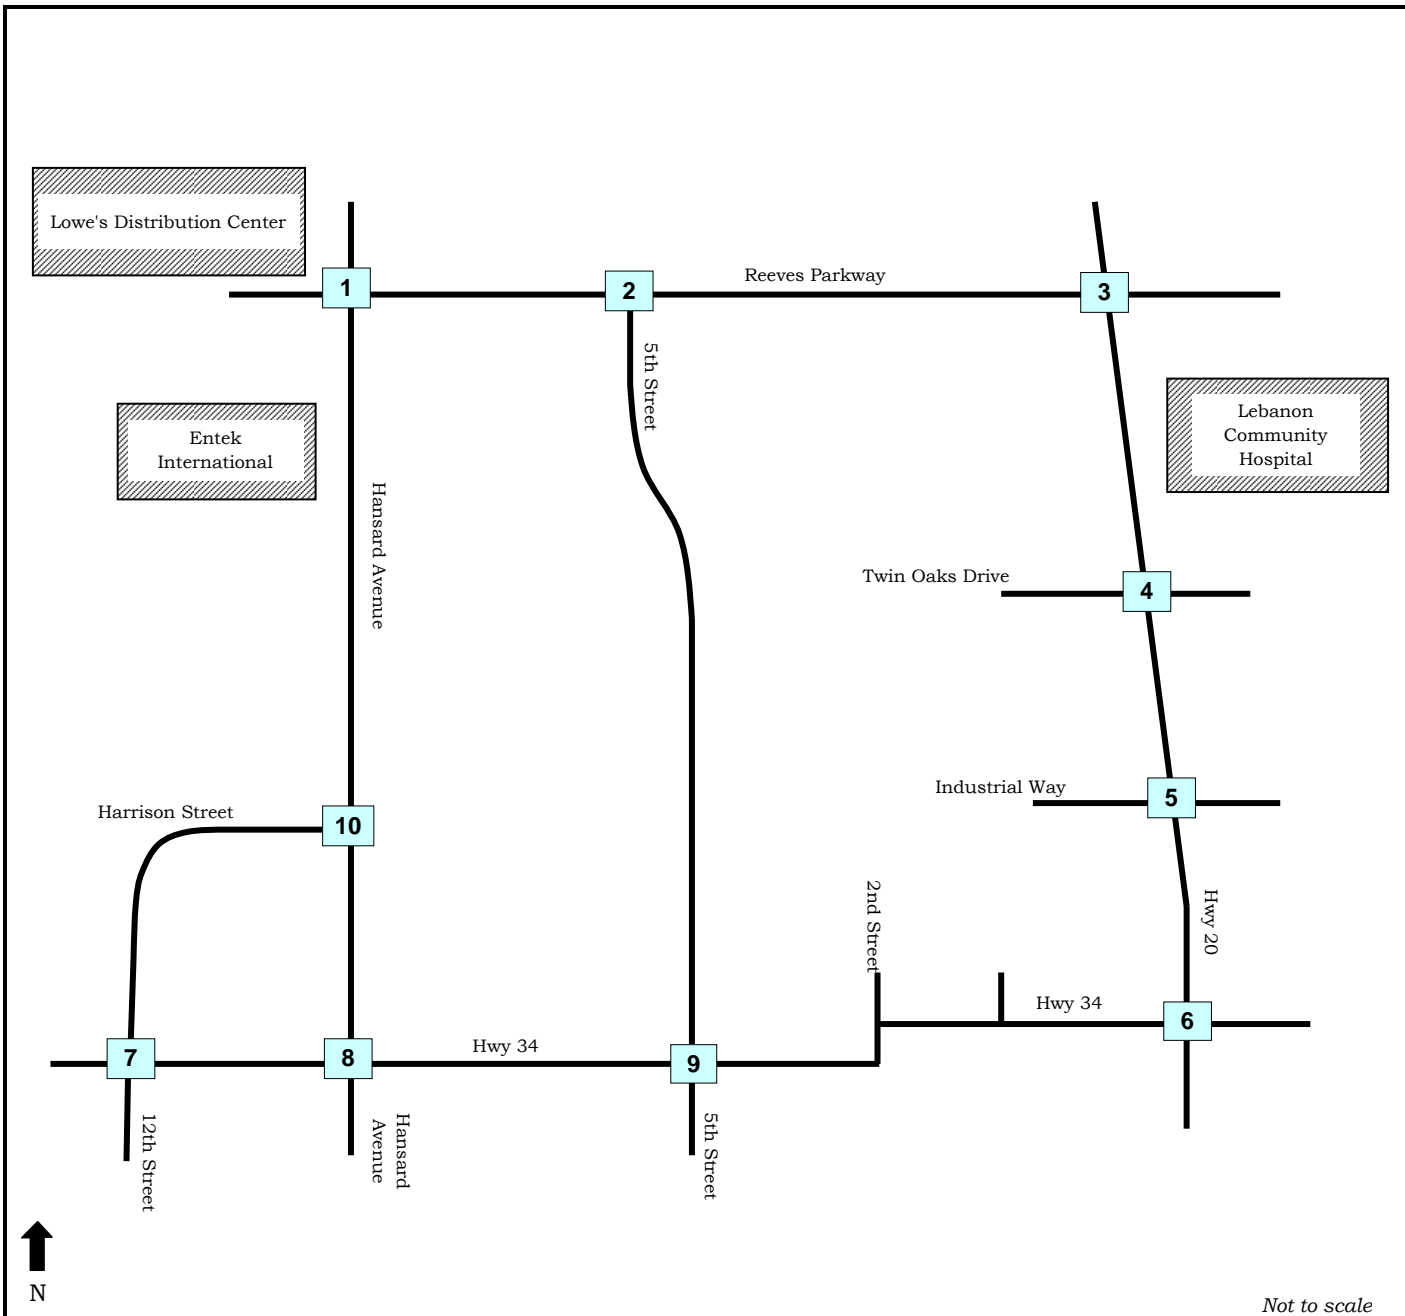 Lowe's Distribution Center
1
2
Reeves Parkway
3
5th Street
Entek
International
Lebanon
Community
Hospital
Hansard Avenue
Twin Oaks Drive
4
Industrial Way
5
Harrison Street
10
2nd Street
Hwy 20
Hwy 34
6
7
8
Hwy 34
9
12th Street
Hansard
Avenue
5th Street
N
Not to scale